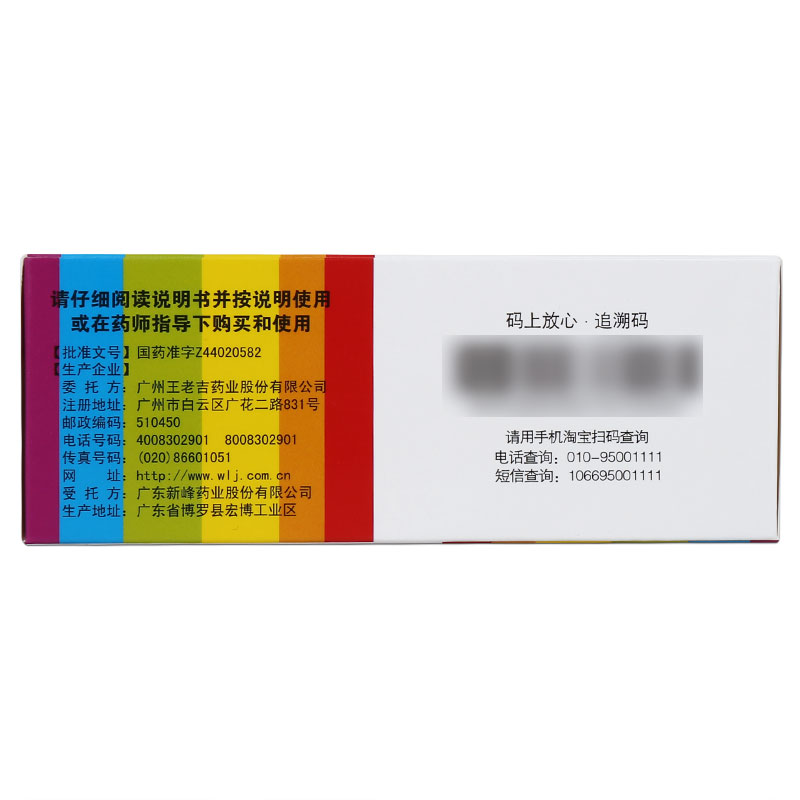 请仔细阅读说明书并按说明使用
或在药师指导下购买和使用
【批准文号】国药准字Z44020582
【生产企业】
委 托 方：广州王老吉药业股份有限公司
注册地址：广州市白云区广花二路831号
邮政编码：510450
电话号码：4008302901 8008302901
传真号码：(020)86601051
网 址：http://www.wlj.com.cn
受 托 方：广东新峰药业股份有限公司
生产地址：广东省博罗县宏博工业区
码上放心·追溯码
请用手机淘宝扫码查询
电话查询：010-95001111
短信查询：106695001111